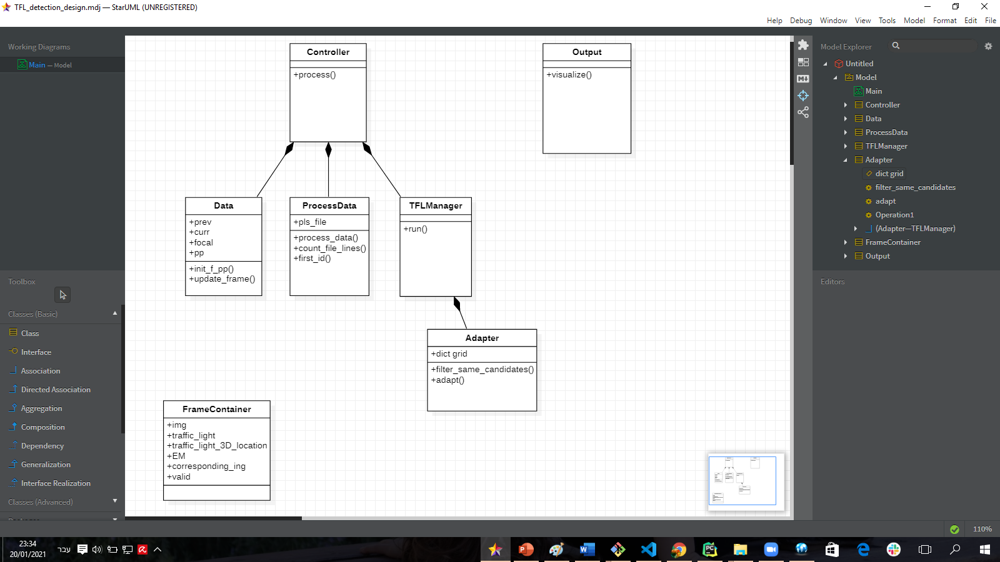 TFL_detection_design.mdj — StarUML (UNREGISTERED)
Help Debug Window View Tools Model Format Edit File
Working Diagrams
Main — Model
Toolbox
Classes (Basic)
Class
Interface
Association
Directed Association
Aggregation
Composition
Dependency
Generalization
Interface Realization
Classes (Advanced)
Controller
+process()
Output
+visualize()
Data
+prev
+curr
+focal
+pp
+init_f_pp()
+update_frame()
ProcessData
+pls_file
+process_data()
+count_file_lines()
+first_id()
TFLManager
+run()
Adapter
+dict grid
+filter_same_candidates()
+adapt()
FrameContainer
+img
+traffic_light
+traffic_light_3D_location
+EM
+corresponding_ing
+valid
Model Explorer
Untitled
Model
Main
Controller
Data
ProcessData
TFLManager
Adapter
dict grid
filter_same_candidates
adapt
Operation1
(Adapter—TFLManager)
FrameContainer
Output
Editors
110%
23:34
20/01/2021
עבר